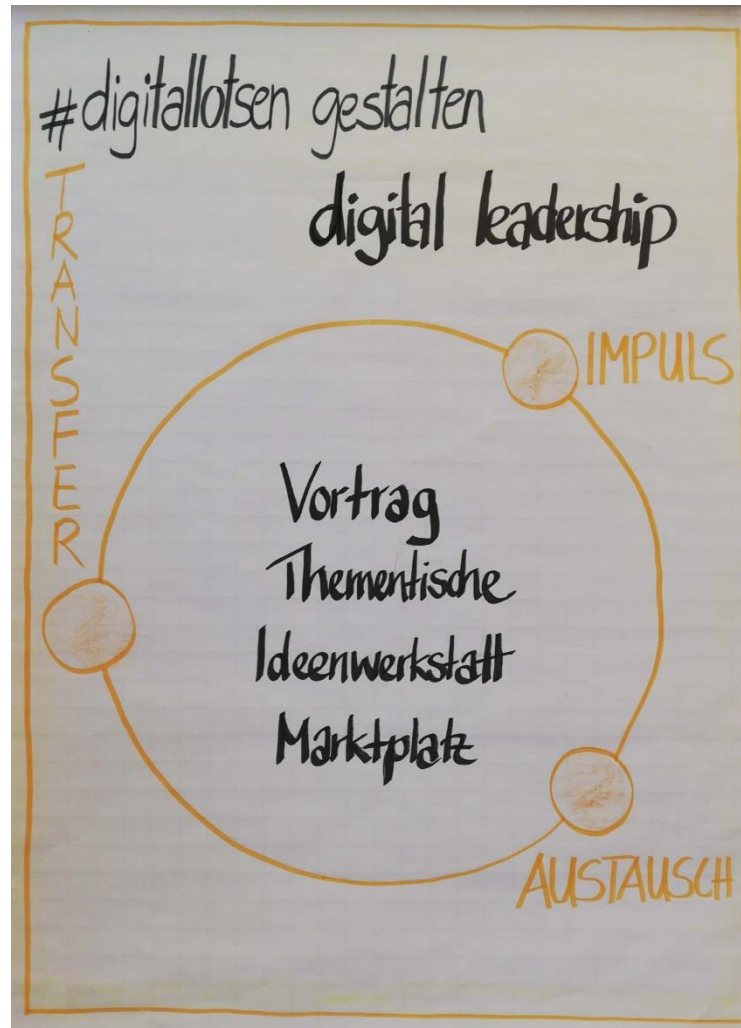 #digitallotsen gestalten
digital leadership
TRANSFER
IMPULS
Vortrag
Thementische
Ideenwerkstatt
Marktplatz
AUSTAUSCH